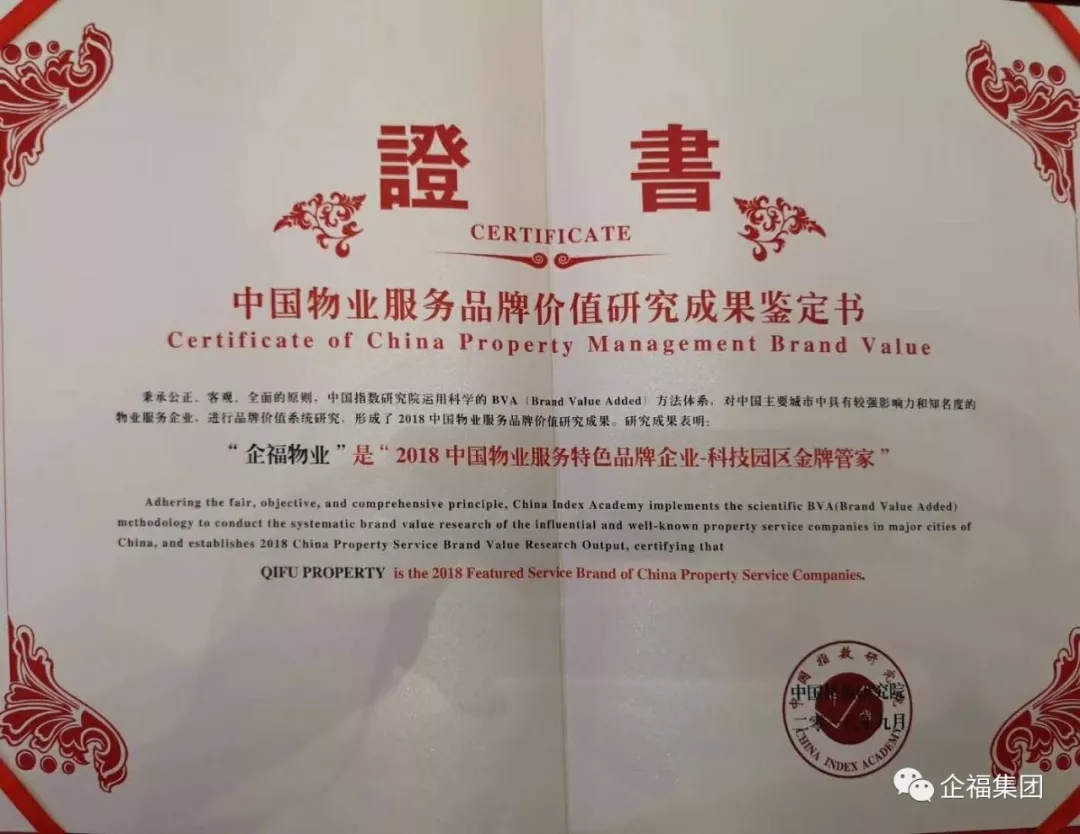 證 書
CERTIFICATE
中国物业服务品牌价值研究成果鉴定书
Certificate of China Property Management Brand Value
秉承公正、客观、全面的原则，中国指数研究院运用科学的 BVA（Brand Value Added）方法体系，对中国主要城市中具有较强影响力和知名度的
物业服务企业，进行品牌价值系统研究，形成了 2018 中国物业服务品牌价值研究成果。研究成果表明：
“企福物业”是“2018 中国物业服务特色品牌企业-科技园区金牌管家”
Adhering the fair, objective, and comprehensive principle, China Index Academy implements the scientific BVA(Brand Value Added)
methodology to conduct the systematic brand value research of the influential and well-known property service companies in major cities of
China, and establishes 2018 China Property Service Brand Value Research Output, certifying that
QIFU PROPERTY is the 2018 Featured Service Brand of China Property Service Companies.
中国指数研究院
中国指数研究院
九月
CHINA INDEX ACADEMY
企福集团